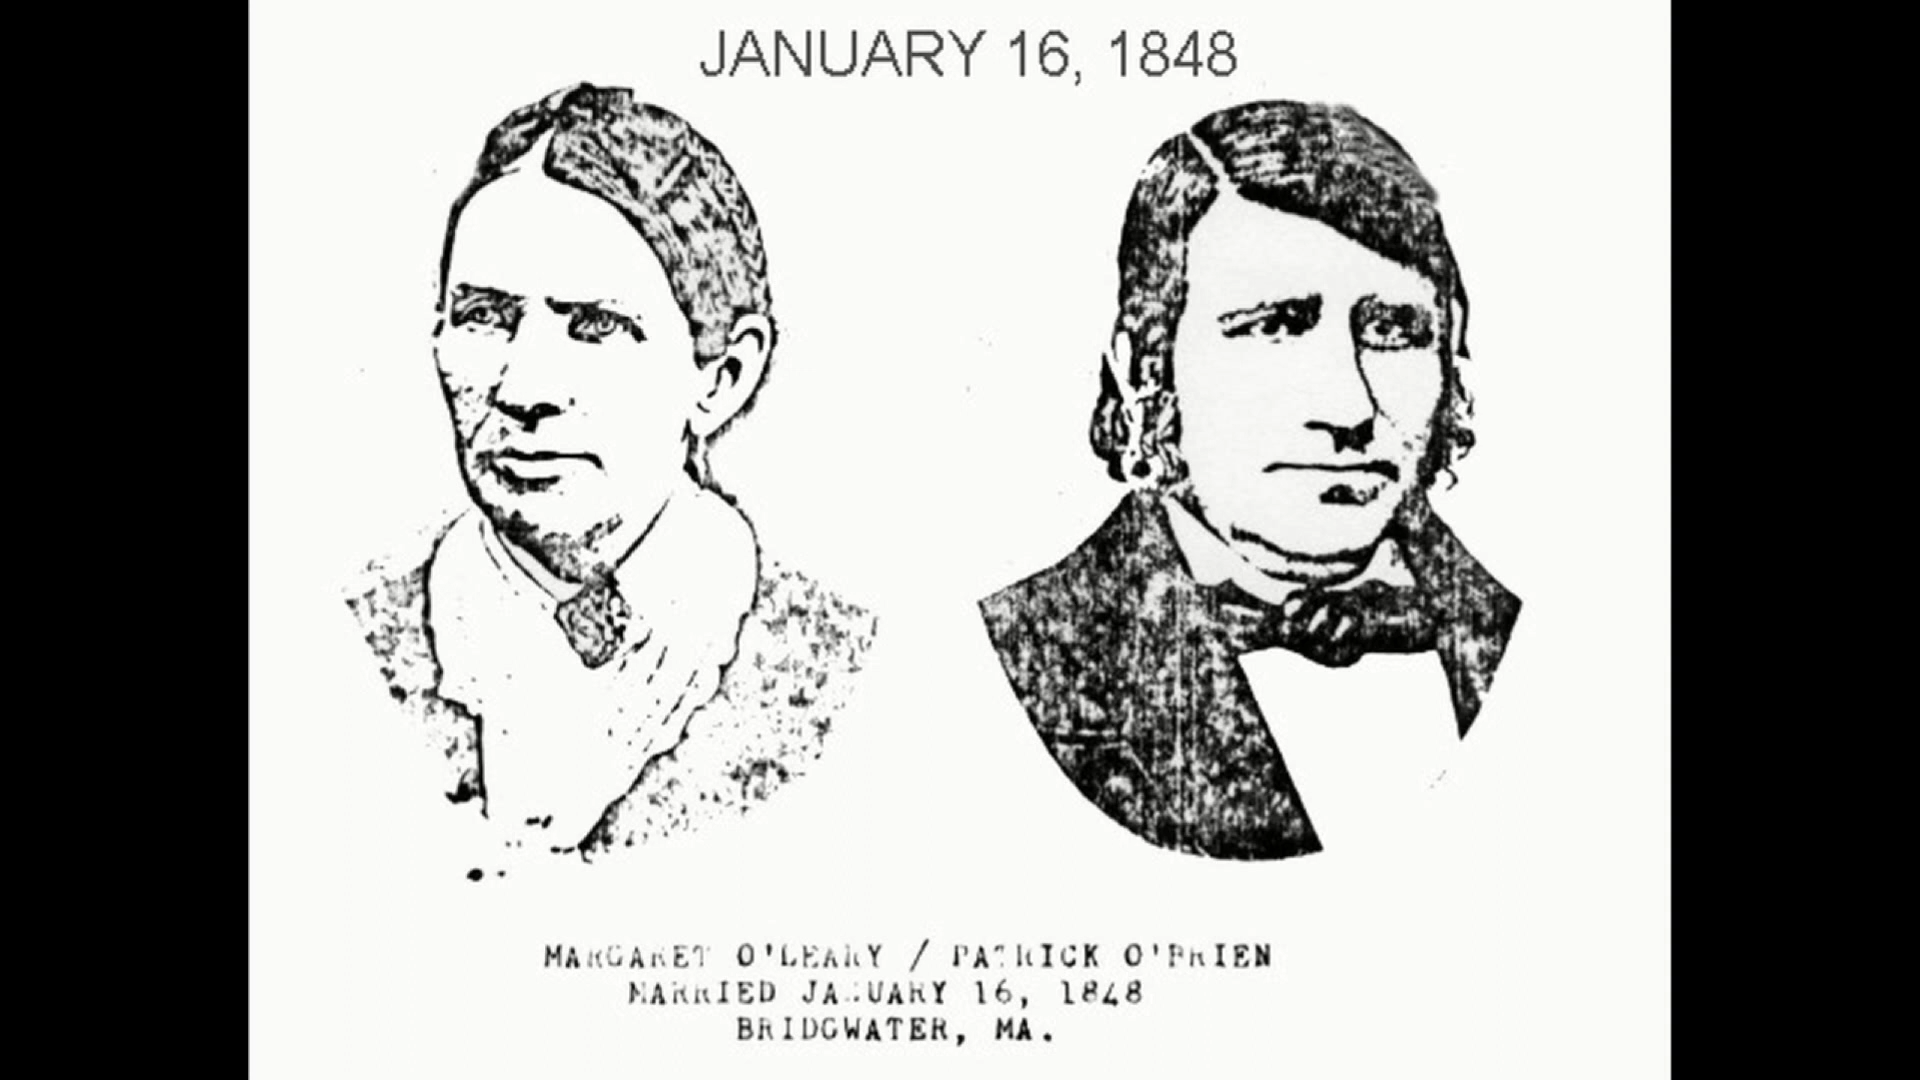 JANUARY 16, 1848
MARGARET O'LEARY / PATRICK O'BRIEN
MARRIED JANUARY 16, 1848
BRIDGWATER, MA.